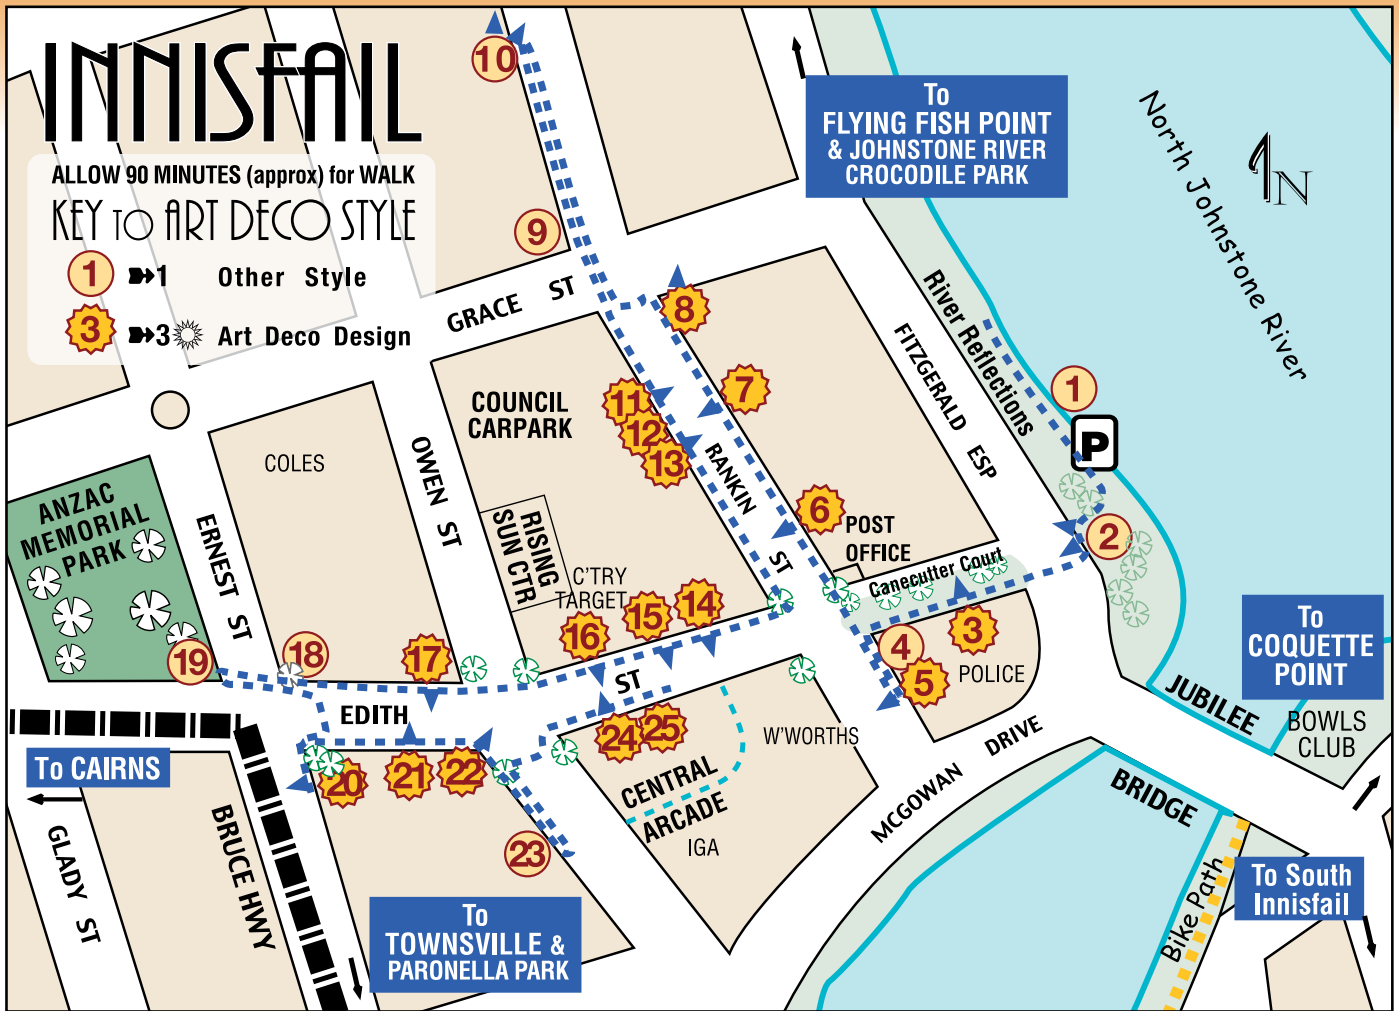 INNISFAIL
ALLOW 90 MINUTES (approx) for WALK
KEY TO ART DECO STYLE
1 1 Other Style
3 3 Art Deco Design
10
9
8
7
11
12
13
6
1
P
2
3
4
5
14
15
16
17
18
19
20
21
22
23
24
25
To
FLYING FISH POINT
& JOHNSTONE RIVER
CROCODILE PARK
North Johnstone River
N
River Reflections
FITZGERALD ESP
GRACE ST
COUNCIL
CARPARK
COLES
OWEN ST
RANKIN ST
ANZAC
MEMORIAL
PARK
ERNEST ST
RISING
SUN CTR
C'TRY
TARGET
POST
OFFICE
Canecutter Court
POLICE
To
COQUETTE
POINT
EDITH ST
W'WORTHS
DRIVE
MCGOWAN
JUBILEE
BRIDGE
BOWLS
CLUB
To CAIRNS
CENTRAL
ARCADE
IGA
GLADY ST
BRUCE HWY
To
TOWNSVILLE &
PARONELLA PARK
Bike Path
To South
Innisfail